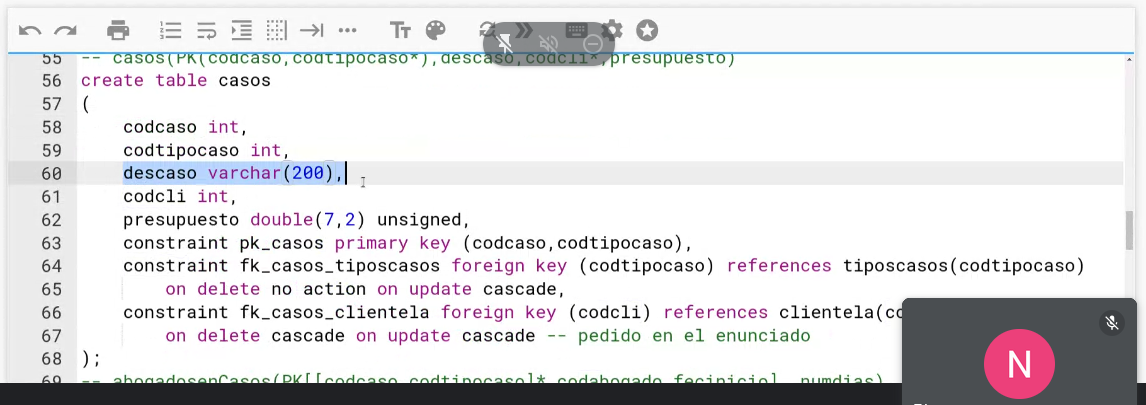 55 -- casos(PK(codcaso,codtipocaso*),descaso,codcli*,presupuesto)
56 create table casos
57 (
58 codcaso int,
59 codtipocaso int,
60 descaso varchar(200),
61 codcli int,
62 presupuesto double(7,2) unsigned,
63 constraint pk_casos primary key (codcaso,codtipocaso),
64 constraint fk_casos_tiposcasos foreign key (codtipocaso) references tiposcasos(codtipocaso)
65 on delete no action on update cascade,
66 constraint fk_casos_clientela foreign key (codcli) references clientela(co
67 on delete cascade on update cascade -- pedido en el enunciado
68 );
69 -- abogadosenCasos(PK[[codcaso,codtipocaso]*,codabogado,fecinicio], numdias)
N